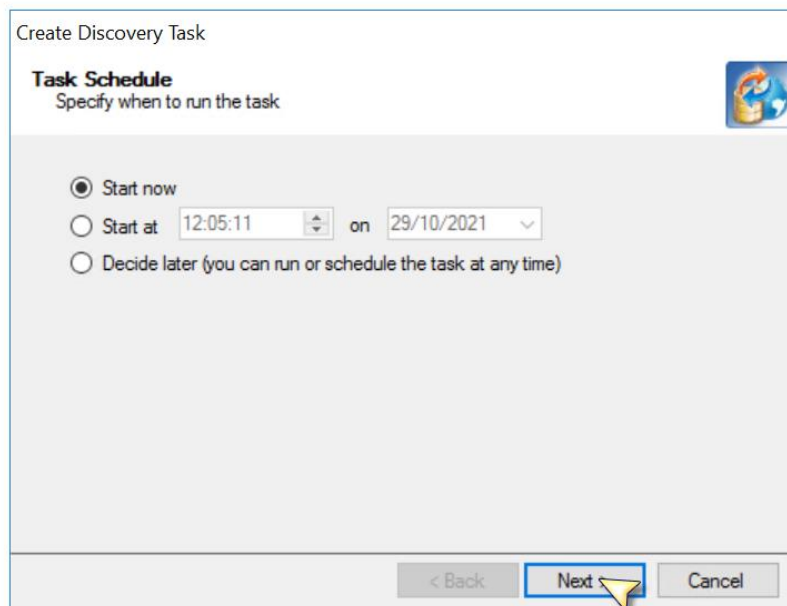 Create Discovery Task
Task Schedule
Specify when to run the task
Start now
Start at 12:05:11 on 29/10/2021
Decide later (you can run or schedule the task at any time)
< Back Next Cancel